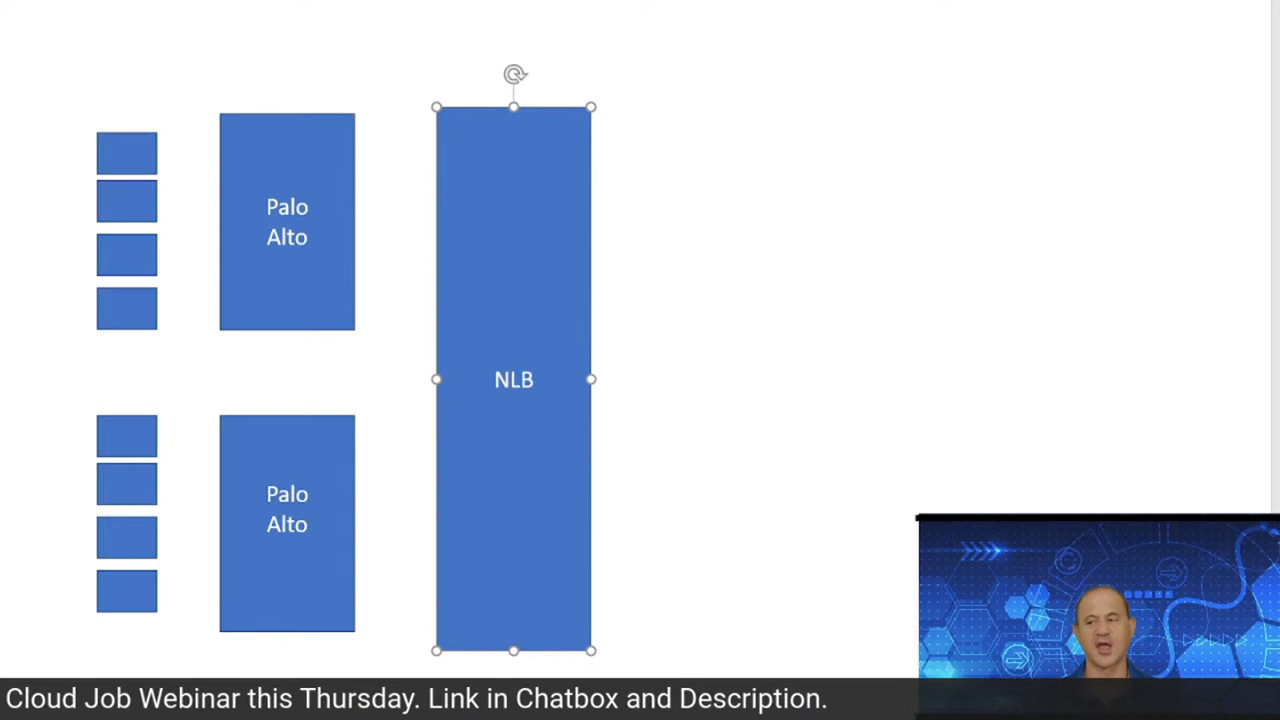 Palo
Alto
NLB
Palo
Alto
Cloud Job Webinar this Thursday. Link in Chatbox and Description.